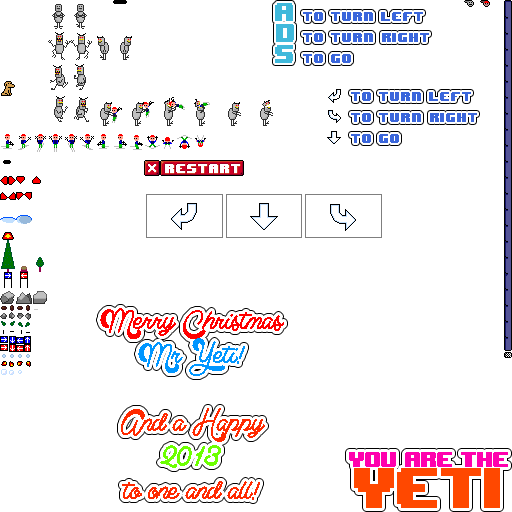 A TO TURN LEFT
D TO TURN RIGHT
S TO GO
TO TURN LEFT
TO TURN RIGHT
TO GO
X RESTART
Merry Christmas
Mr Yeti!
And a Happy
2013
to one and all!
YOU ARE THE
YETI